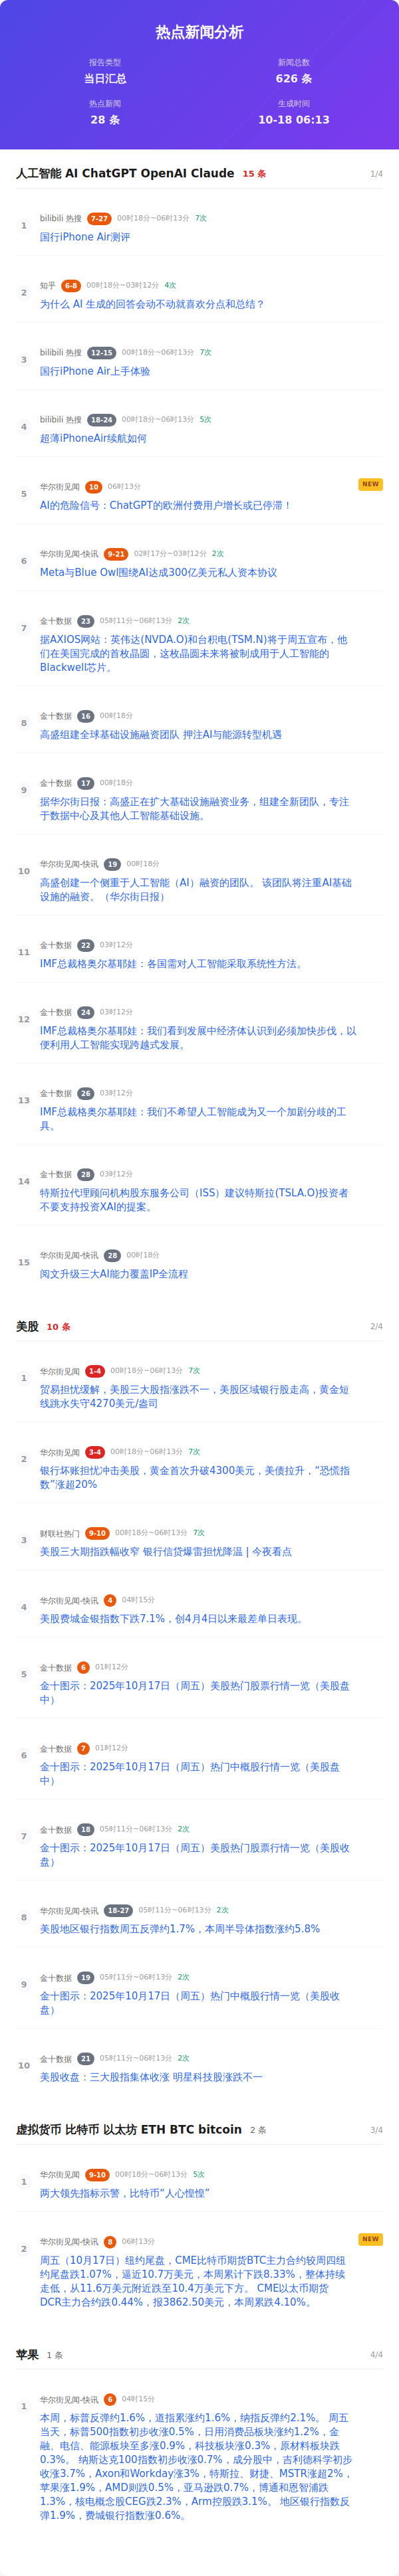 热点新闻分析
报告类型
当日汇总
新闻总数
626 条
热点新闻
28 条
生成时间
10-18 06:13
人工智能 AI ChatGPT OpenAI Claude 15 条 1/4
1
bilibili 热搜 7-27 00时18分~06时13分 7次
国行iPhone Air测评
2
知乎 6-8 00时18分~03时12分 4次
为什么 AI 生成的回答会动不动就喜欢分点和总结？
3
bilibili 热搜 12-15 00时18分~06时13分 7次
国行iPhone Air上手体验
4
bilibili 热搜 18-24 00时18分~06时13分 5次
超薄iPhoneAir续航如何
5
华尔街见闻 10 06时13分 NEW
AI的危险信号：ChatGPT的欧洲付费用户增长或已停滞！
6
华尔街见闻-快讯 9-21 02时17分~03时12分 2次
Meta与Blue Owl围绕AI达成300亿美元私人资本协议
7
金十数据 23 05时11分~06时13分 2次
据AXIOS网站：英伟达(NVDA.O)和台积电(TSM.N)将于周五宣布，他
们在美国完成的首枚晶圆，这枚晶圆未来将被制成用于人工智能的
Blackwell芯片。
8
金十数据 16 00时18分
高盛组建全球基础设施融资团队 押注AI与能源转型机遇
9
金十数据 17 00时18分
据华尔街日报：高盛正在扩大基础设施融资业务，组建全新团队，专注
于数据中心及其他人工智能基础设施。
10
华尔街见闻-快讯 19 00时18分
高盛创建一个侧重于人工智能（AI）融资的团队。 该团队将注重AI基础
设施的融资。（华尔街日报）
11
金十数据 22 03时12分
IMF总裁格奥尔基耶娃：各国需对人工智能采取系统性方法。
12
金十数据 24 03时12分
IMF总裁格奥尔基耶娃：我们看到发展中经济体认识到必须加快步伐，以
便利用人工智能实现跨越式发展。
13
金十数据 26 03时12分
IMF总裁格奥尔基耶娃：我们不希望人工智能成为又一个加剧分歧的工
具。
14
金十数据 28 03时12分
特斯拉代理顾问机构股东服务公司（ISS）建议特斯拉(TSLA.O)投资者
不要支持投资XAI的提案。
15
华尔街见闻-快讯 28 00时18分
阅文升级三大AI能力覆盖IP全流程
美股 10 条 2/4
1
华尔街见闻 1-4 00时18分~06时13分 7次
贸易担忧缓解，美股三大股指涨跌不一，美股区域银行股走高，黄金短
线跳水失守4270美元/盎司
2
华尔街见闻 3-4 00时18分~06时13分 7次
银行坏账担忧冲击美股，黄金首次升破4300美元，美债拉升，“恐慌指
数”涨超20%
3
财联社热门 9-10 00时18分~06时13分 7次
美股三大期指跌幅收窄 银行信贷爆雷担忧降温 | 今夜看点
4
华尔街见闻-快讯 4 04时15分
美股费城金银指数下跌7.1%，创4月4日以来最差单日表现。
5
金十数据 6 01时12分
金十图示：2025年10月17日（周五）美股热门股票行情一览（美股盘
中）
6
金十数据 7 01时12分
金十图示：2025年10月17日（周五）热门中概股行情一览（美股盘
中）
7
金十数据 18 05时11分~06时13分 2次
金十图示：2025年10月17日（周五）美股热门股票行情一览（美股收
盘）
8
华尔街见闻-快讯 18-27 05时11分~06时13分 2次
美股地区银行指数周五反弹约1.7%，本周半导体指数涨约5.8%
9
金十数据 19 05时11分~06时13分 2次
金十图示：2025年10月17日（周五）热门中概股行情一览（美股收
盘）
10
金十数据 21 05时11分~06时13分 2次
美股收盘：三大股指集体收涨 明星科技股涨跌不一
虚拟货币 比特币 以太坊 ETH BTC bitcoin 2 条 3/4
1
华尔街见闻 9-10 00时18分~06时13分 5次
两大领先指标示警，比特币“人心惶惶”
2
华尔街见闻-快讯 8 06时13分 NEW
周五（10月17日）纽约尾盘，CME比特币期货BTC主力合约较周四纽
约尾盘跌1.07%，逼近10.7万美元，本周累计下跌8.33%，整体持续
走低，从11.6万美元附近跌至10.4万美元下方。 CME以太币期货
DCR主力合约跌0.44%，报3862.50美元，本周累跌4.10%。
苹果 1 条 4/4
1
华尔街见闻-快讯 6 04时15分
本周，标普反弹约1.6%，道指累涨约1.6%，纳指反弹约2.1%。 周五
当天，标普500指数初步收涨0.5%，日用消费品板块涨约1.2%，金
融、电信、能源板块至多涨0.9%，科技板块涨0.3%，原材料板块跌
0.3%。 纳斯达克100指数初步收涨0.7%，成分股中，吉利德科学初步
收涨3.7%，Axon和Workday涨3%，特斯拉、财捷、MSTR涨超2%，
苹果涨1.9%，AMD则跌0.5%，亚马逊跌0.7%，博通和恩智浦跌
1.3%，核电概念股CEG跌2.3%，Arm控股跌3.1%。 地区银行指数反
弹1.9%，费城银行指数涨0.6%。